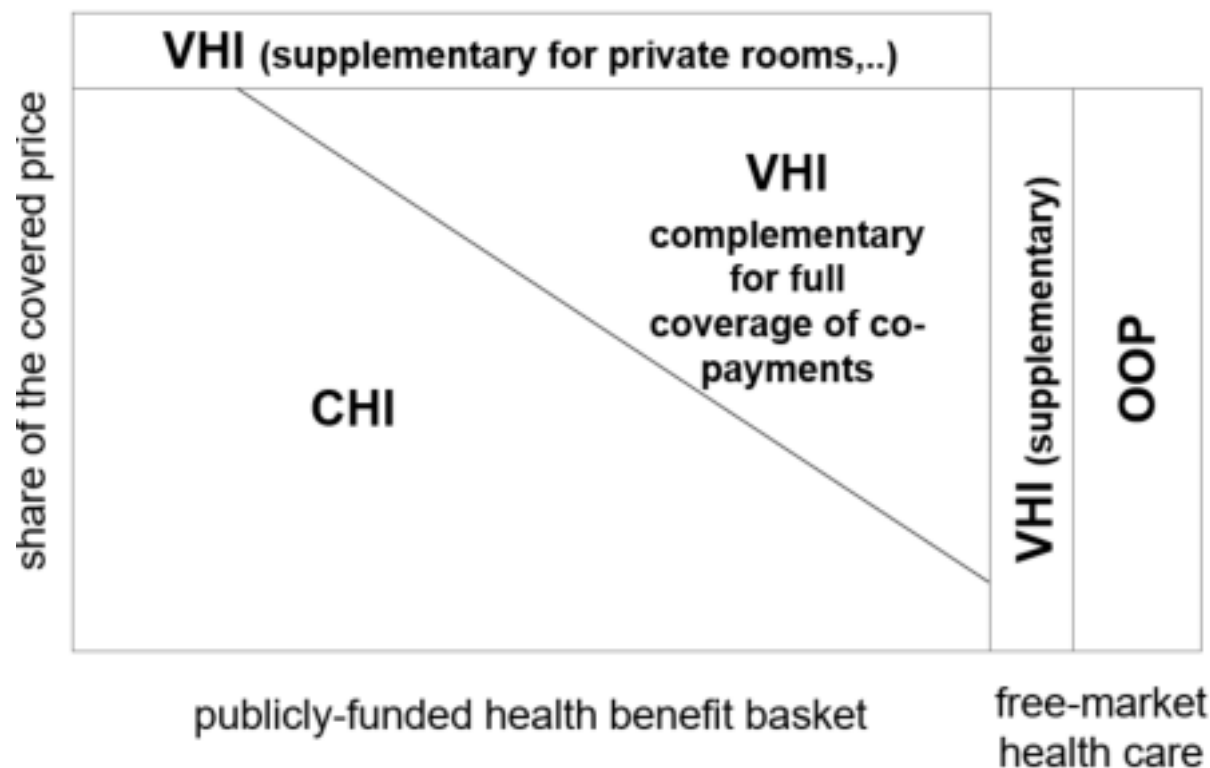 VHI (supplementary for private rooms,..)
share of the covered price
VHI
complementary
for full
coverage of co-
payments
CHI
VHI (supplementary)
OOP
publicly-funded health benefit basket
free-market
health care